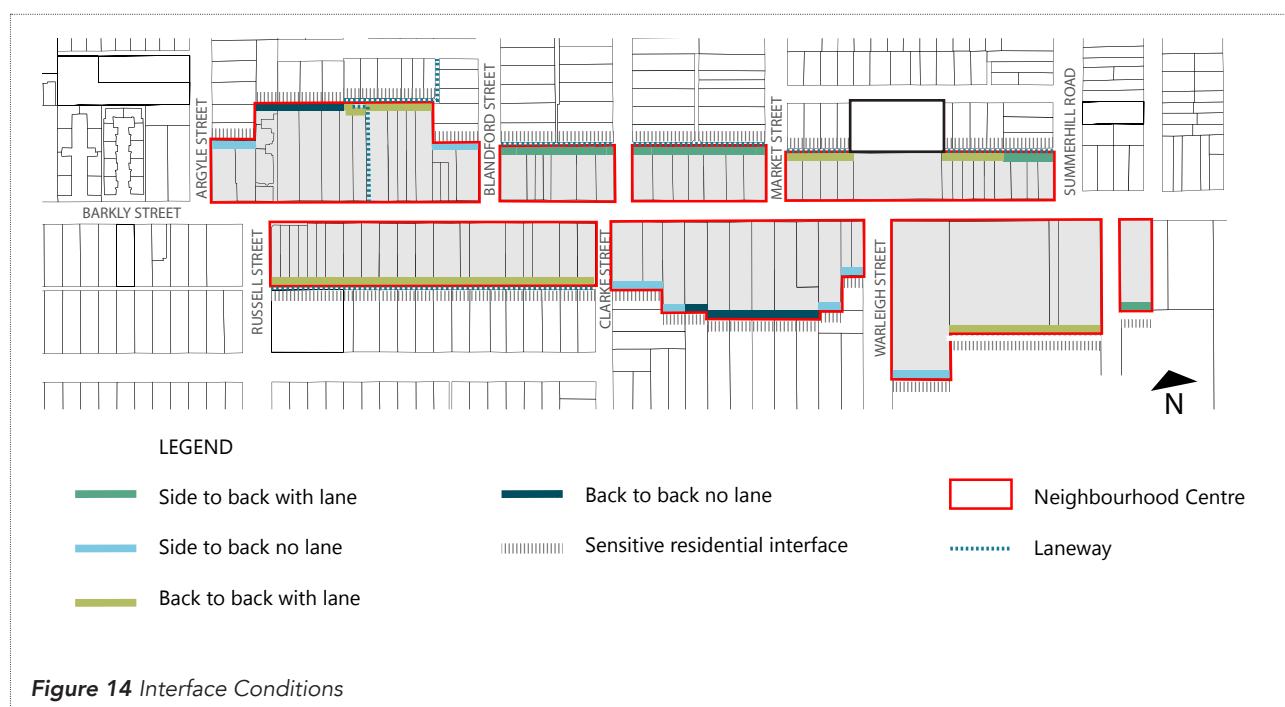 ARGYLE STREET
BLANDFORD STREET
MARKET STREET
SUMMERHILL ROAD
BARKLY STREET
RUSSELL STREET
CLARKE STREET
WARLEIGH STREET
N
LEGEND
Side to back with lane
Back to back no lane
Neighbourhood Centre
Side to back no lane
Sensitive residential interface
Laneway
Back to back with lane
Figure 14 Interface Conditions